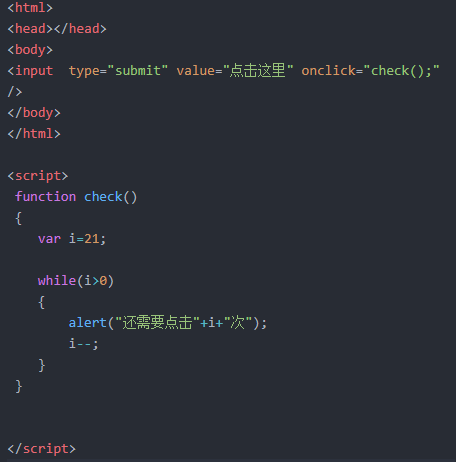 <html>
<head></head>
<body>
<input  type="submit" value="点击这里" onclick="check();"
/>
</body>
</html>

<script>
 function check()
 {
    var i=21;

    while(i>0)
    {
        alert("还需要点击"+i+"次");
        i--;
    }
 }


</script>